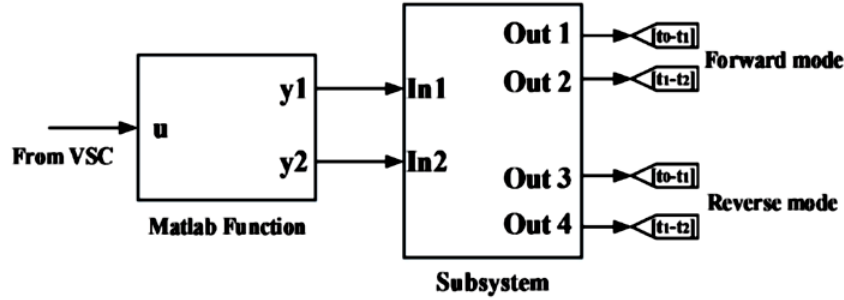 Out 1
[t0-t1]
Forward mode
y1
In1
Out 2
[t1-t2]
u
From VSC
y2
In2
Out 3
[t0-t1]
Reverse mode
Out 4
[t1-t2]
Matlab Function
Subsystem